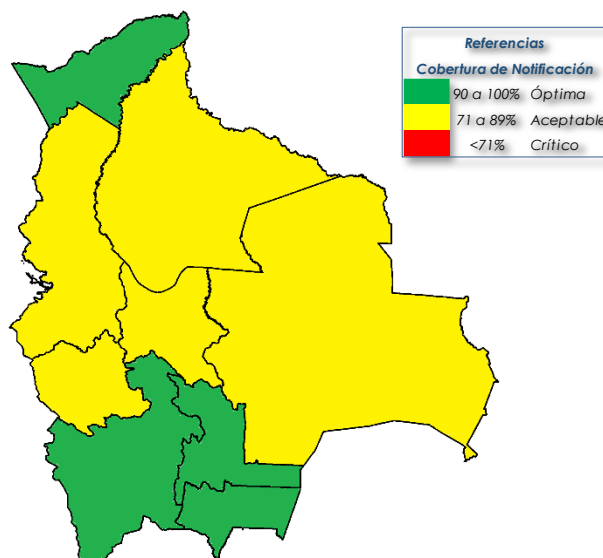 Referencias
Cobertura de Notificación
90 a 100% Óptima
71 a 89% Aceptable
<71% Crítico